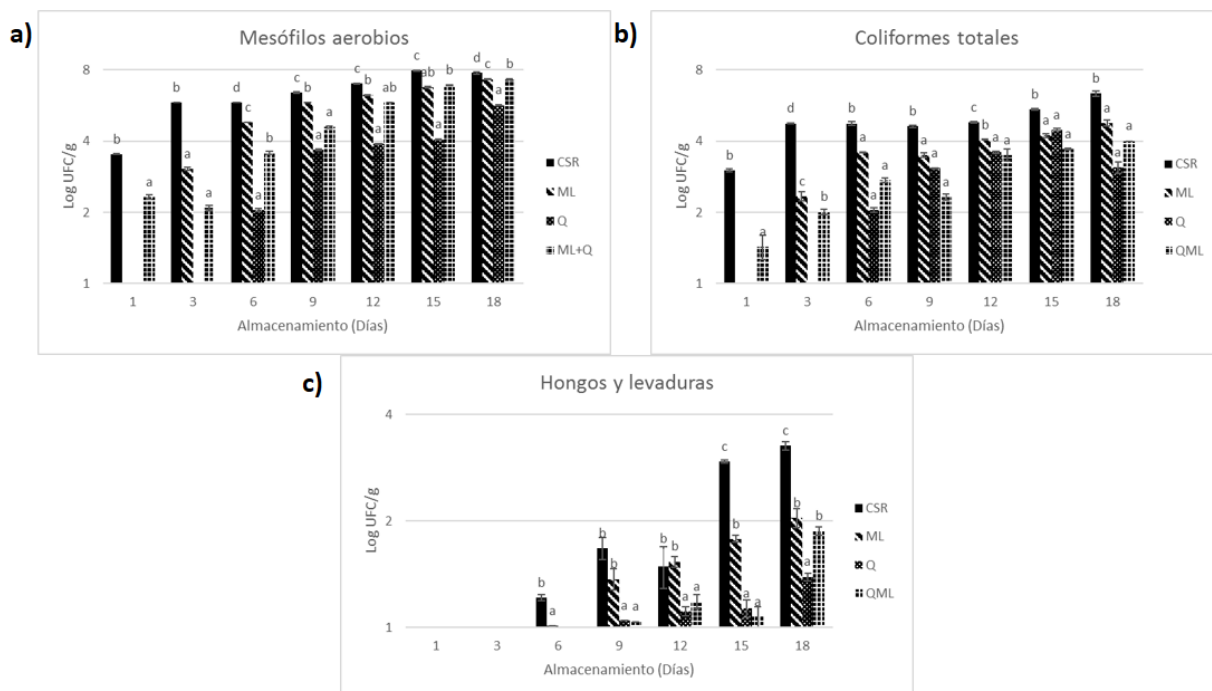 a)
Mesófilos aerobios
Log UFC/g
8
4
2
1
b
a
b
b
a
d
c
a
b
c
b
a
a
c
b
a
ab
c
ab
a
b
d
c
a
b
1 3 6 9 12 15 18
Almacenamiento (Días)
CSR
ML
Q
ML+Q
b)
Coliformes totales
Log UFC/g
8
4
2
1
b
a
d
c
b
b
a
a
a
b
a
a
a
c
b
a
a
b
a
a
a
b
a
a
a
1 3 6 9 12 15 18
Almacenamiento (Días)
CSR
ML
Q
QML
c)
Hongos y levaduras
Log UFC/g
4
2
1
b
a
b
b
a
a
b
b
a
a
c
b
a
a
c
b
a
b
1 3 6 9 12 15 18
Almacenamiento (Días)
CSR
ML
Q
QML